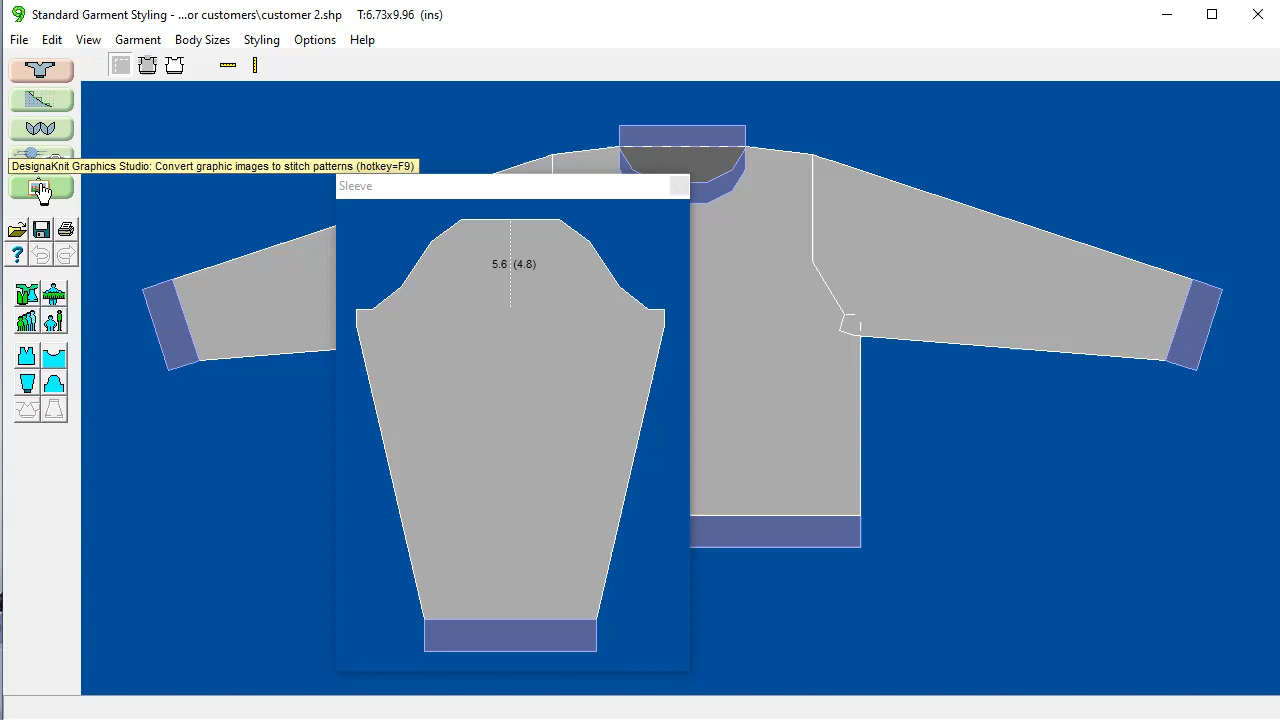 Standard Garment Styling - ...or customers\customer 2.shp    T:6.73x9.96 (ins)
File Edit View Garment Body Sizes Styling Options Help
DesignaKnit Graphics Studio: Convert graphic images to stitch patterns (hotkey=F9)
Sleeve
5.6 (4.8)
?